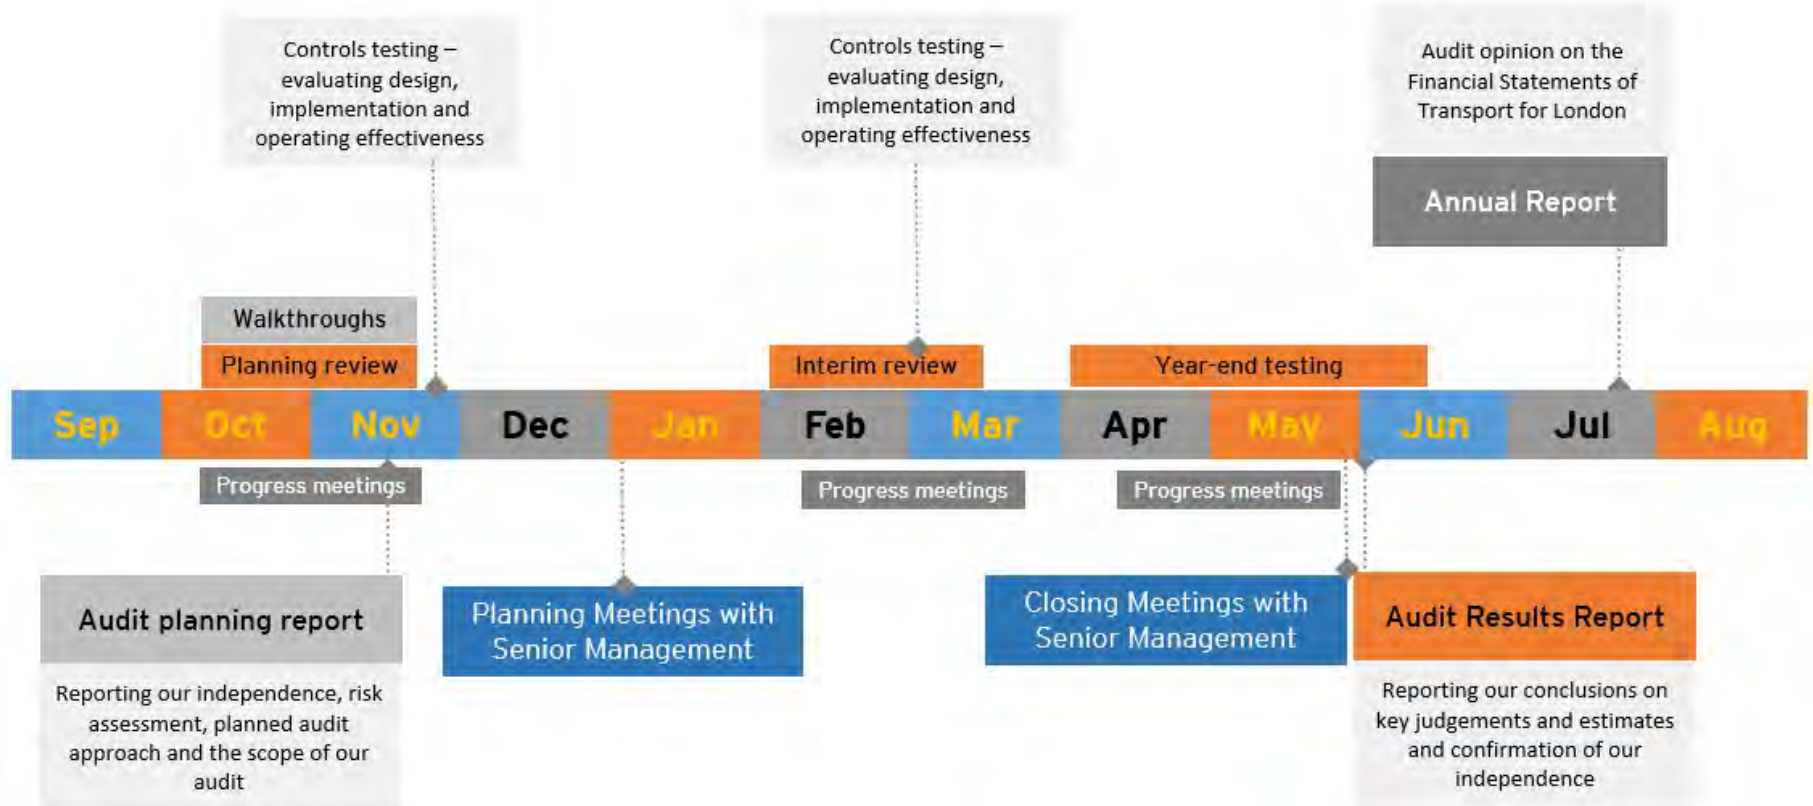 Controls testing –
evaluating design,
implementation and
operating effectiveness
Controls testing –
evaluating design,
implementation and
operating effectiveness
Audit opinion on the
Financial Statements of
Transport for London
Annual Report
Walkthroughs
Planning review
Interim review
Year-end testing
Sep Oct Nov Dec Jan Feb Mar Apr May Jun Jul Aug
Progress meetings
Progress meetings
Progress meetings
Audit planning report
Reporting our independence, risk
assessment, planned audit
approach and the scope of our
audit
Planning Meetings with
Senior Management
Closing Meetings with
Senior Management
Audit Results Report
Reporting our conclusions on
key judgements and estimates
and confirmation of our
independence